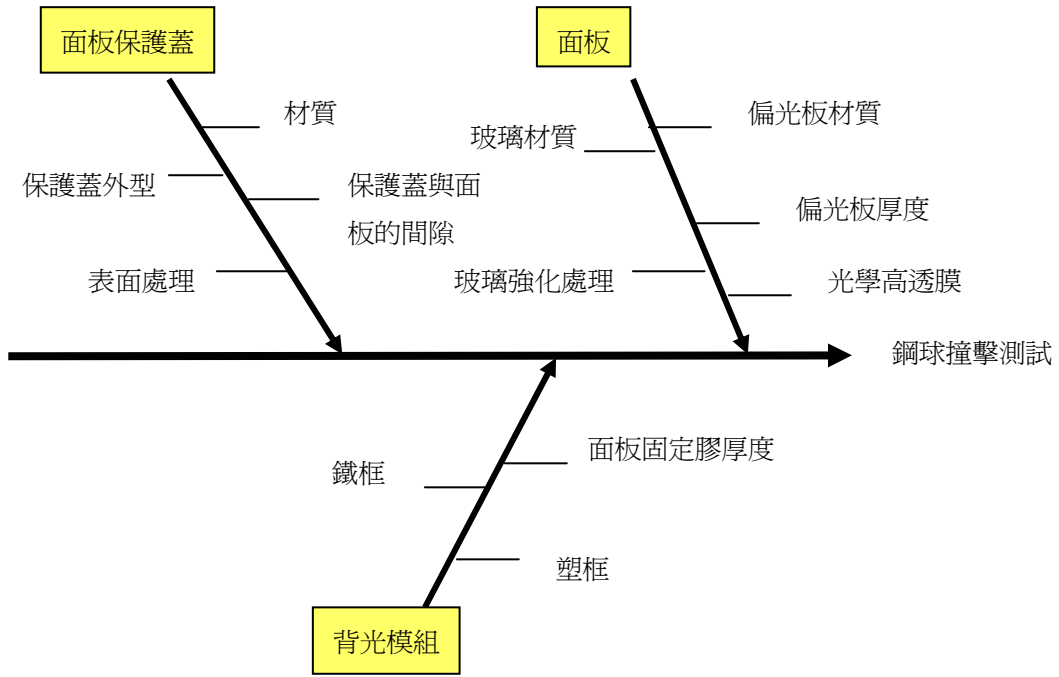 面板保護蓋
面板
材質
保護蓋外型
保護蓋與面
板的間隙
表面處理
偏光板材質
玻璃材質
偏光板厚度
玻璃強化處理
光學高透膜
鋼球撞擊測試
面板固定膠厚度
鐵框
塑框
背光模組